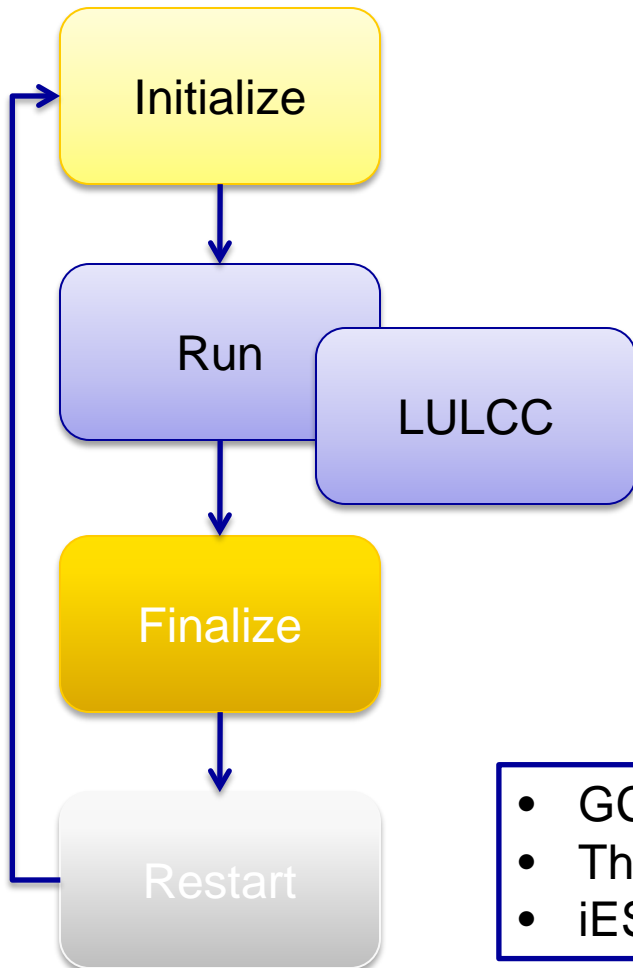 Initialize
Run
LULCC
Finalize
Restart
•
•
•